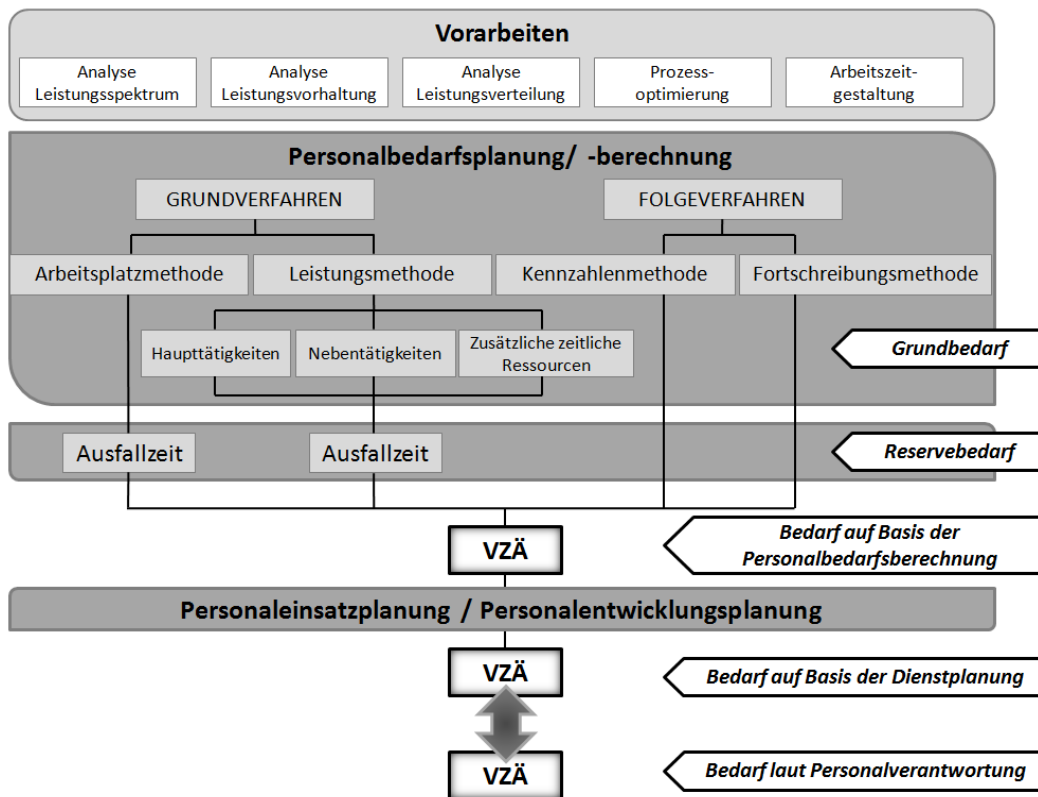 Vorarbeiten
Analyse
Leistungsspektrum
Analyse
Leistungsvorhaltung
Analyse
Leistungsverteilung
Prozess-
optimierung
Arbeitszeit-
gestaltung
Personalbedarfsplanung/ -berechnung
GRUNDVERFAHREN
FOLGEVERFAHREN
Arbeitsplatzmethode
Leistungsmethode
Kennzahlenmethode
Fortschreibungsmethode
Haupttätigkeiten
Nebentätigkeiten
Zusätzliche zeitliche
Ressourcen
Grundbedarf
Ausfallzeit
Ausfallzeit
Reservebedarf
VZÄ
Bedarf auf Basis der
Personalbedarfsberechnung
Personaleinsatzplanung / Personalentwicklungsplanung
VZÄ
Bedarf auf Basis der Dienstplanung
VZÄ
Bedarf laut Personalverantwortung